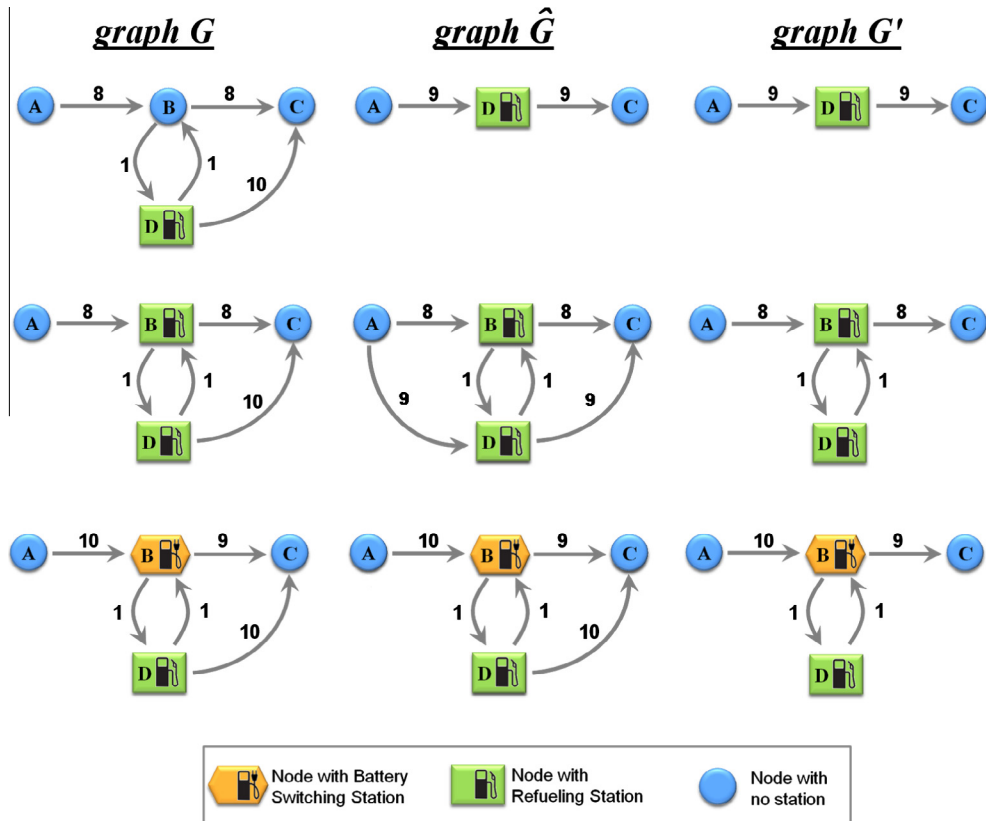 graph G
graph Ĝ
graph G'
A 8 B 8 C
1 1 10
D
A 9 D 9 C
A 9 D 9 C
A 8 B 8 C
1 1 10
D
A 8 B 8 C
9 1 1 9
D
A 8 B 8 C
1 1
D
A 10 B 9 C
1 1 10
D
A 10 B 9 C
1 1 10
D
A 10 B 9 C
1 1
D
Node with Battery
Switching Station
Node with
Refueling Station
Node with
no station